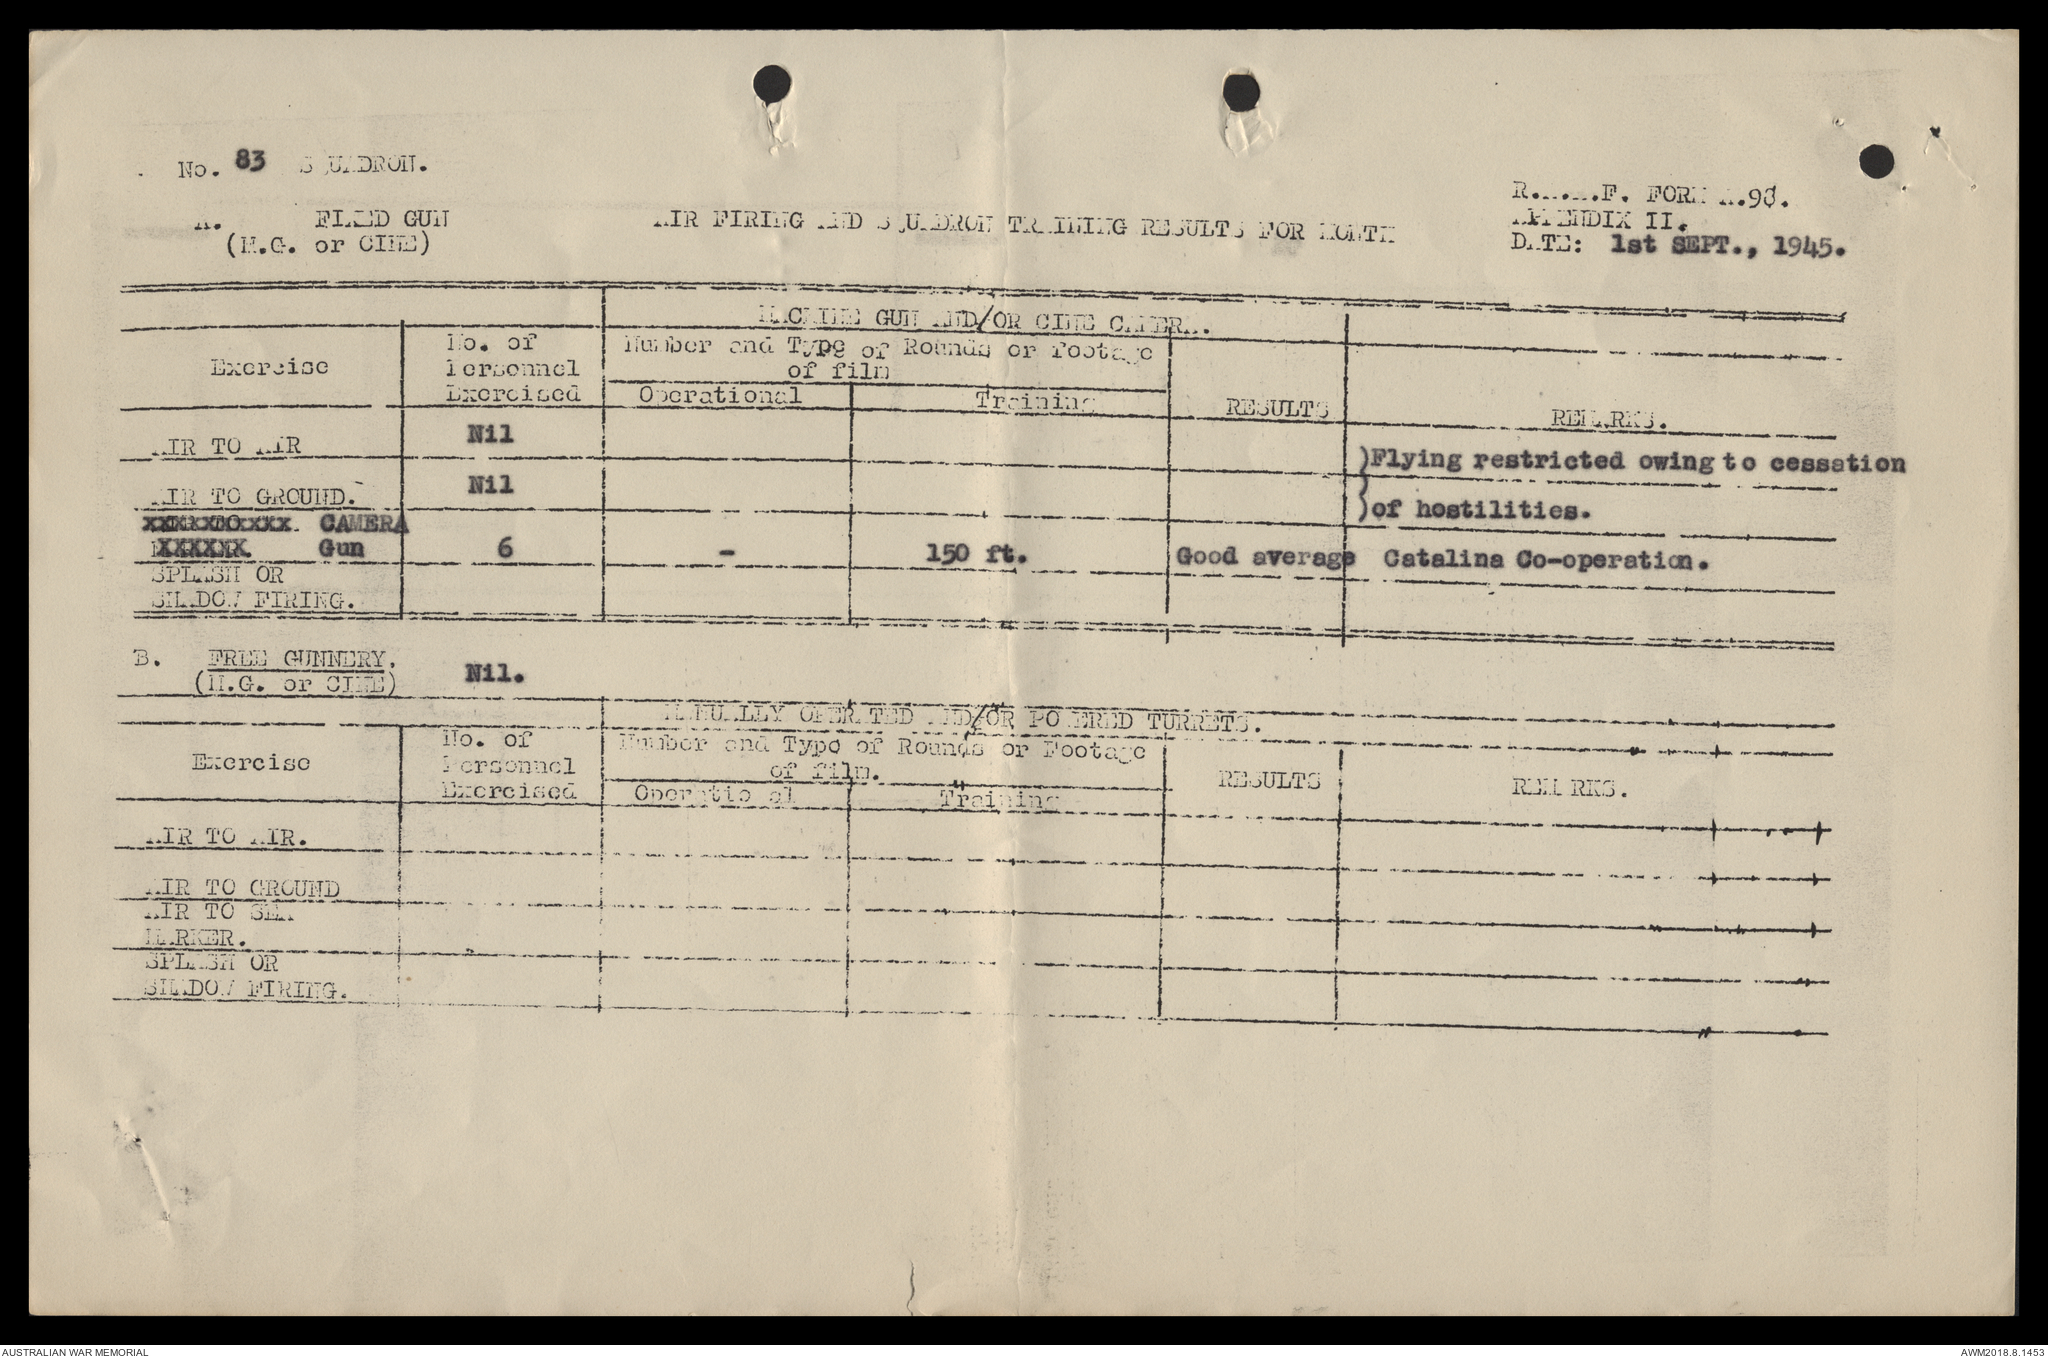 No. 83 SQUADRON.
R.A.A.F. FORM A.98.
APPENDIX II.
DATE: 1st SEPT., 1945.
A. FIXED GUN
(M.G. or CINE)
AIR FIRING AND SQUADRON TRAINING RESULTS FOR MONTH
MACHINE GUN AND/OR CINE CAMERA.
Exercise
No. of
Personnel
Exercised
Number and Type of Rounds or Footage
of film
Operational
Training
RESULTS
REMARKS.
AIR TO AIR
Nil
)Flying restricted owing to cessation
AIR TO GROUND.
Nil
)
)of hostilities.
CAMERA
Gun
6
-
150 ft.
Good average
Catalina Co-operation.
SPLASH OR
SHADOW FIRING.
B. FREE GUNNERY.
(M.G. or CINE)
Nil.
MANUALLY OPERATED AND/OR POWERED TURRETS.
Exercise
No. of
Personnel
Exercised
Number and Type of Rounds or Footage
of film.
Operational
Training
RESULTS
REMARKS.
AIR TO AIR.
AIR TO GROUND
AIR TO SEA
MARKER.
SPLASH OR
SHADOW FIRING.
AUSTRALIAN WAR MEMORIAL
AWM2018.8.1453